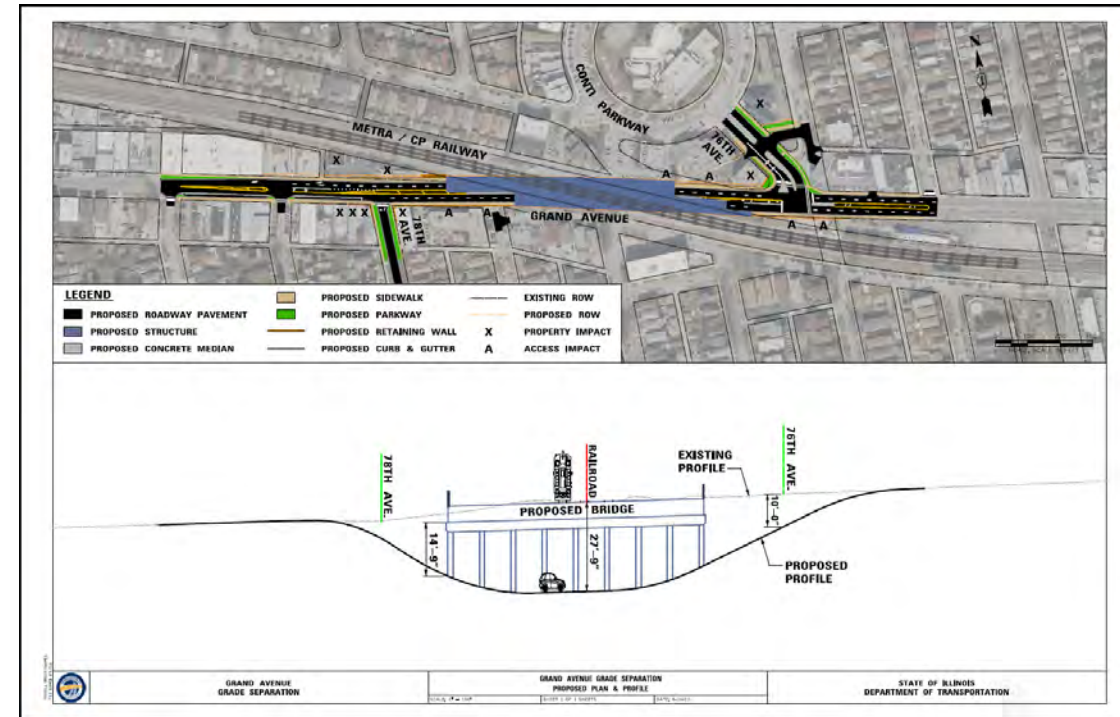 N
CONTI PARKWAY
METRA / CP RAILWAY
76TH
AVE.
X
X
X
A
A
X
X X X
X
A
A
78TH
AVE.
GRAND AVENUE
A
A
LEGEND
PROPOSED ROADWAY PAVEMENT
PROPOSED STRUCTURE
PROPOSED CONCRETE MEDIAN
PROPOSED SIDEWALK
PROPOSED PARKWAY
PROPOSED RETAINING WALL
PROPOSED CURB & GUTTER
EXISTING ROW
PROPOSED ROW
X PROPERTY IMPACT
A ACCESS IMPACT
78TH AVE.
RAILROAD
EXISTING
PROFILE
76TH AVE.
10'-0"
PROPOSED BRIDGE
14'-9"
27'-9"
PROPOSED
PROFILE
GRAND AVENUE
GRADE SEPARATION
GRAND AVENUE GRADE SEPARATION
PROPOSED PLAN & PROFILE
STATE OF ILLINOIS
DEPARTMENT OF TRANSPORTATION